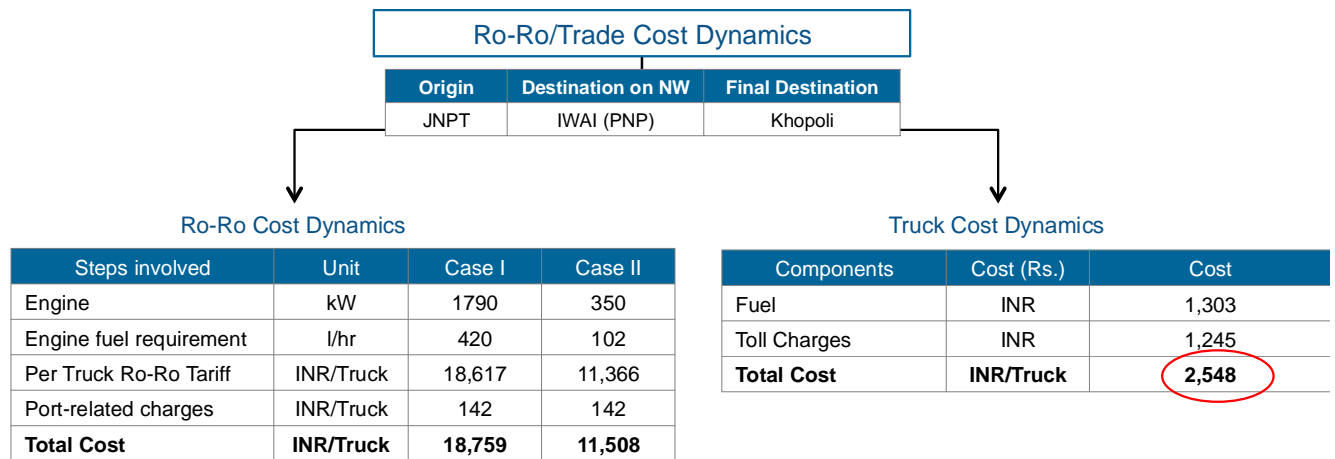 Ro-Ro/Trade Cost Dynamics
Origin Destination on NW Final Destination
JNPT IWAI (PNP) Khopoli
Ro-Ro Cost Dynamics
Steps involved Unit Case I Case II
Engine kW 1790 350
Engine fuel requirement l/hr 420 102
Per Truck Ro-Ro Tariff INR/Truck 18,617 11,366
Port-related charges INR/Truck 142 142
Total Cost INR/Truck 18,759 11,508
Truck Cost Dynamics
Components Cost (Rs.) Cost
Fuel INR 1,303
Toll Charges INR 1,245
Total Cost INR/Truck 2,548